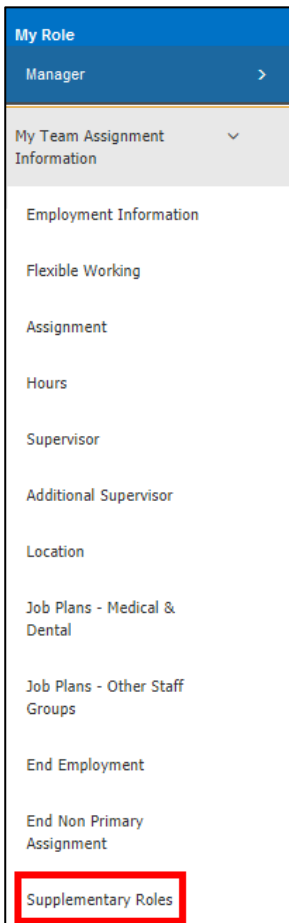 My Role
Manager
My Team Assignment
Information
Employment Information
Flexible Working
Assignment
Hours
Supervisor
Additional Supervisor
Location
Job Plans - Medical &
Dental
Job Plans - Other Staff
Groups
End Employment
End Non Primary
Assignment
Supplementary Roles